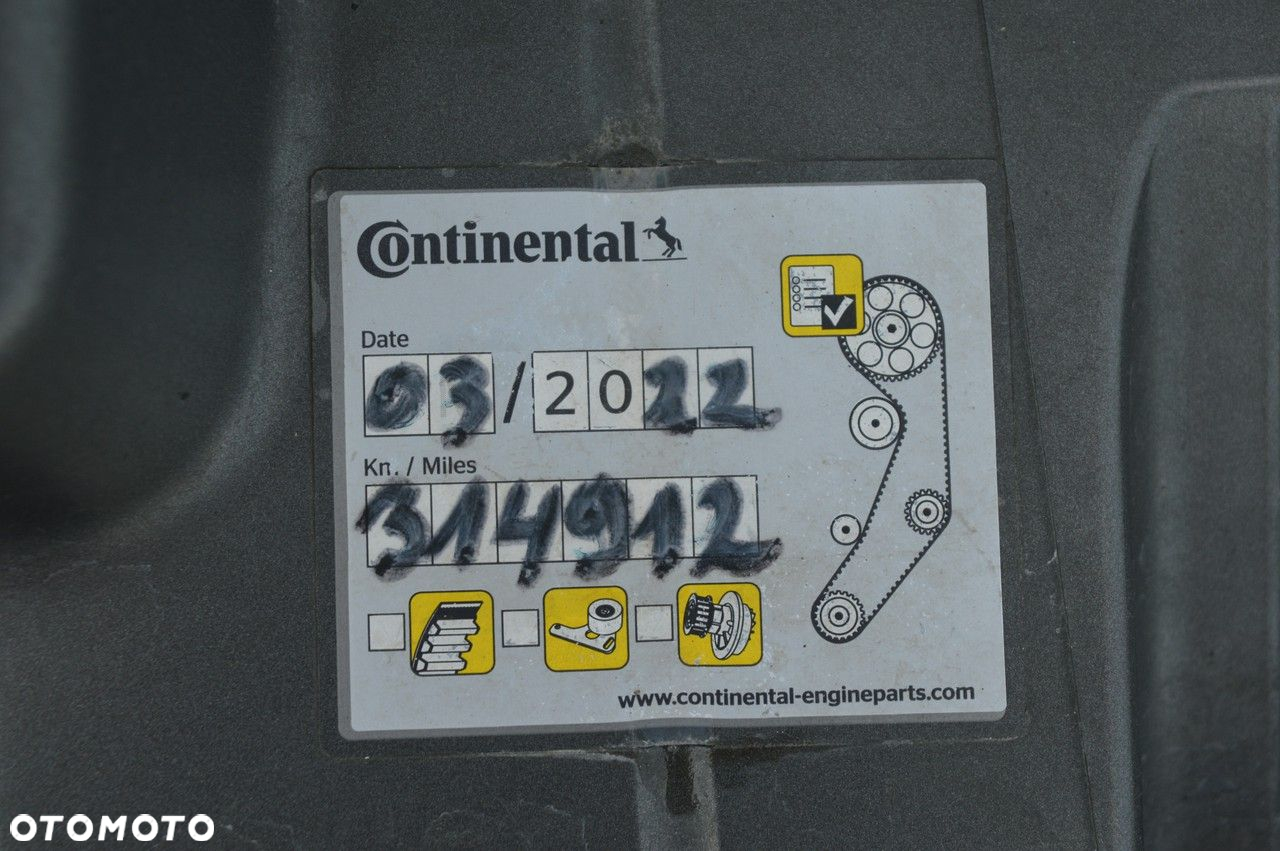 Continental
Date
03/2022
Km. / Miles
314912
www.continental-engineparts.com
OTOMOTO